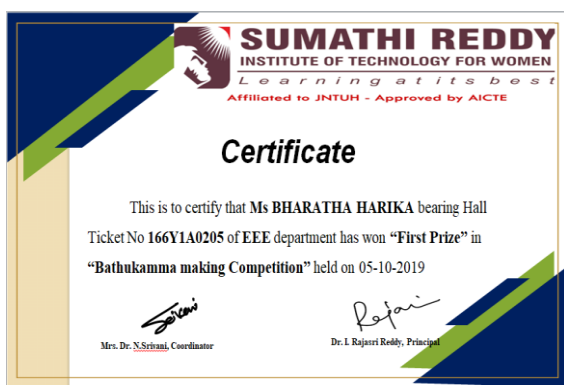 SUMATHI REDDY
INSTITUTE OF TECHNOLOGY FOR WOMEN
Learning at its best
Affiliated to JNTUH - Approved by AICTE
Certificate
This is to certify that Ms BHARATHA HARIKA bearing Hall
Ticket No 166Y1A0205 of EEE department has won “First Prize” in
“Bathukamma making Competition” held on 05-10-2019
Srivani
Rajasri
Mrs. Dr. N.Srivani, Coordinator
Dr. I. Rajasri Reddy, Principal